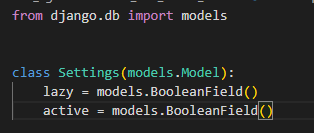 from django.db import models
class Settings(models.Model):
    lazy = models.BooleanField()
    active = models.BooleanField()